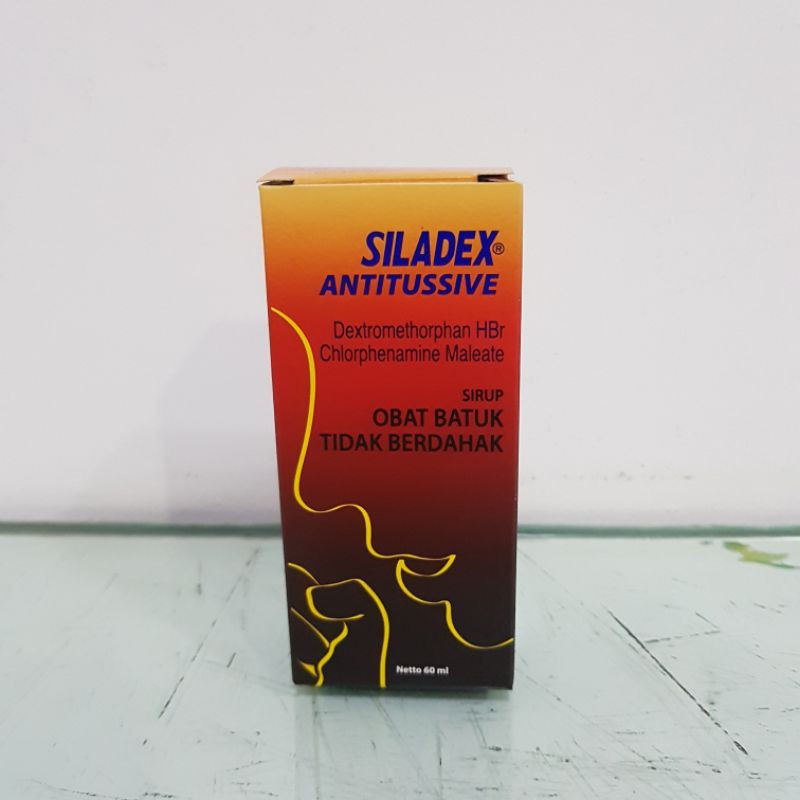 SILADEX®
ANTITUSSIVE
Dextromethorphan HBr
Chlorphenamine Maleate
SIRUP
OBAT BATUK
TIDAK BERDAHAK
Netto 60 ml